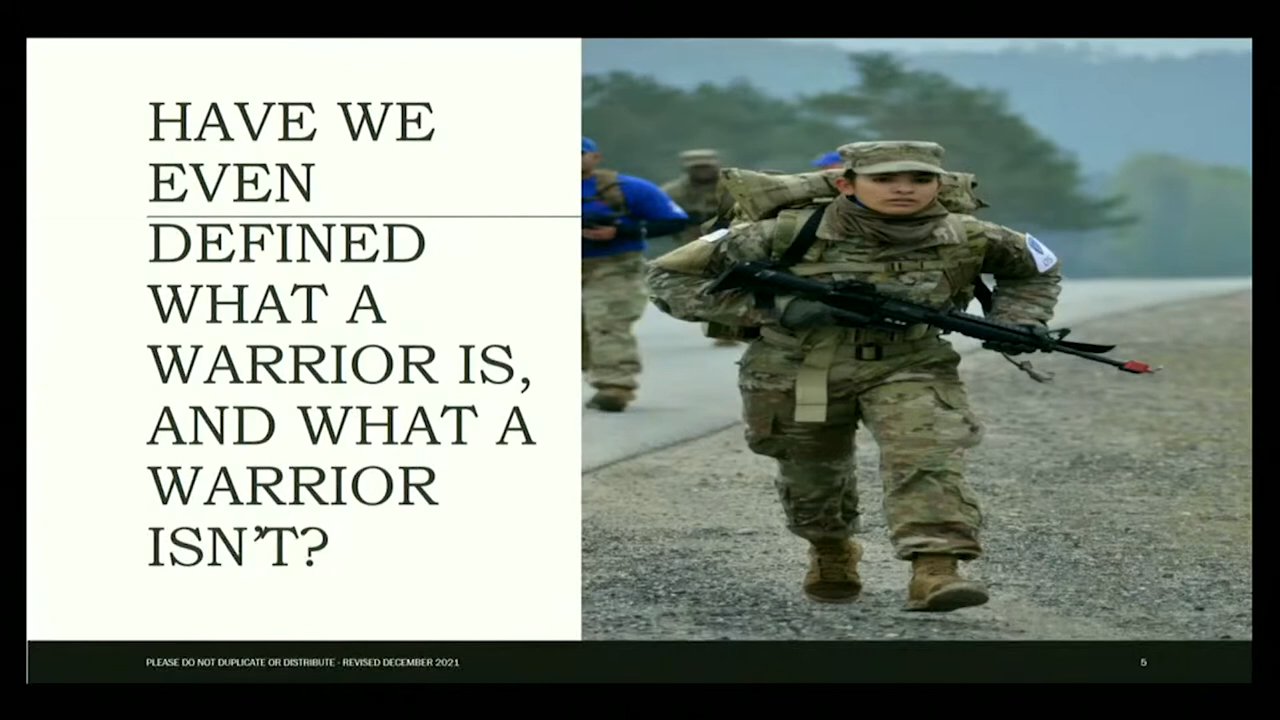 HAVE WE
EVEN
DEFINED
WHAT A
WARRIOR IS,
AND WHAT A
WARRIOR
ISN'T?
PLEASE DO NOT DUPLICATE OR DISTRIBUTE - REVISED DECEMBER 2021
5